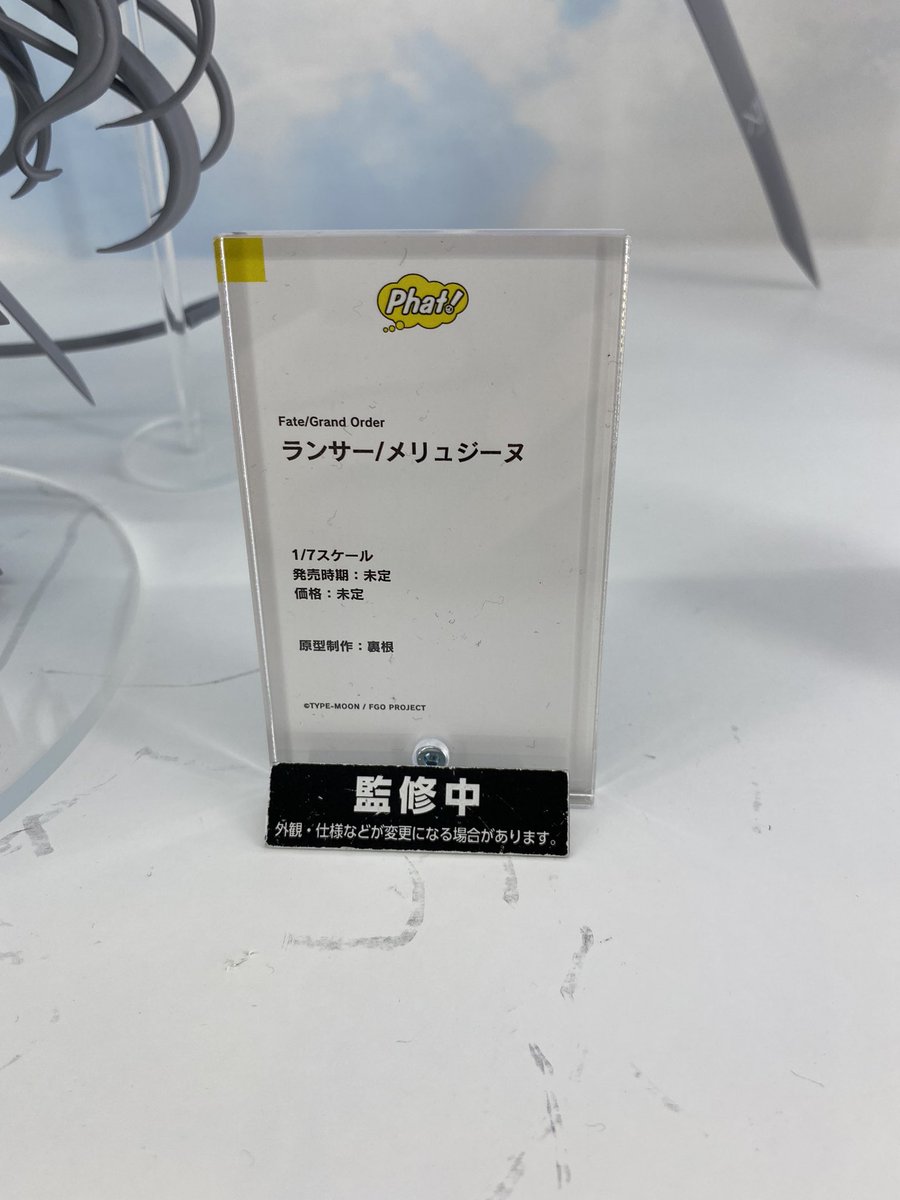 Phat!
Fate/Grand Order
ランサー/メリュジーヌ
1/7スケール
発売時期：未定
価格：未定
原型制作：裏根
©TYPE-MOON / FGO PROJECT
監修中
外観・仕様などが変更になる場合があります。